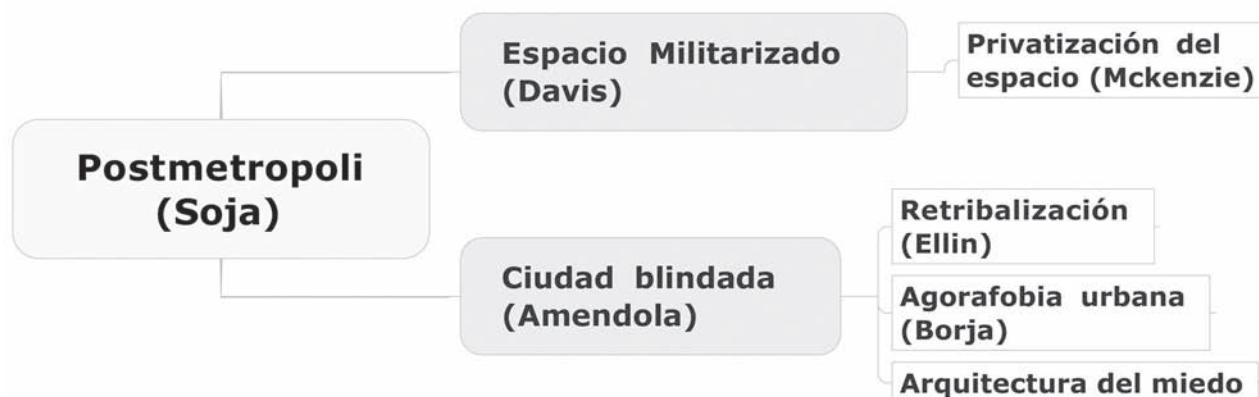 Postmetropoli
(Soja)
Espacio Militarizado
(Davis)
Privatización del
espacio (Mckenzie)
Ciudad blindada
(Amendola)
Retribalización
(Ellin)
Agorafobia urbana
(Borja)
Arquitectura del miedo